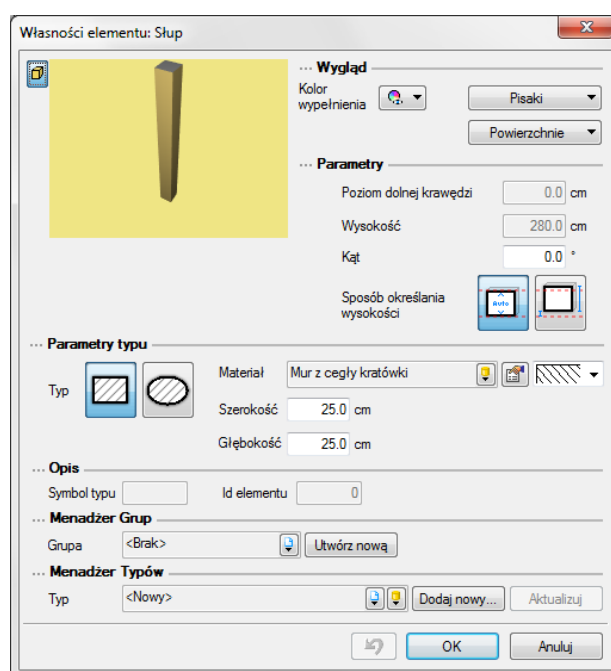 Własności elementu: Słup
Wygląd
Kolor
wypełnienia
Pisaki
Powierzchnie
Parametry
Poziom dolnej krawędzi 0.0 cm
Wysokość 280.0 cm
Kąt 0.0 °
Sposób określania
wysokości
Auto
Parametry typu
Typ
Materiał Mur z cegły kratówki
Szerokość 25.0 cm
Głębokość 25.0 cm
Opis
Symbol typu Id elementu 0
Menadżer Grup
Grupa <Brak> Utwórz nową
Menadżer Typów
Typ <Nowy> Dodaj nowy... Aktualizuj
OK Anuluj